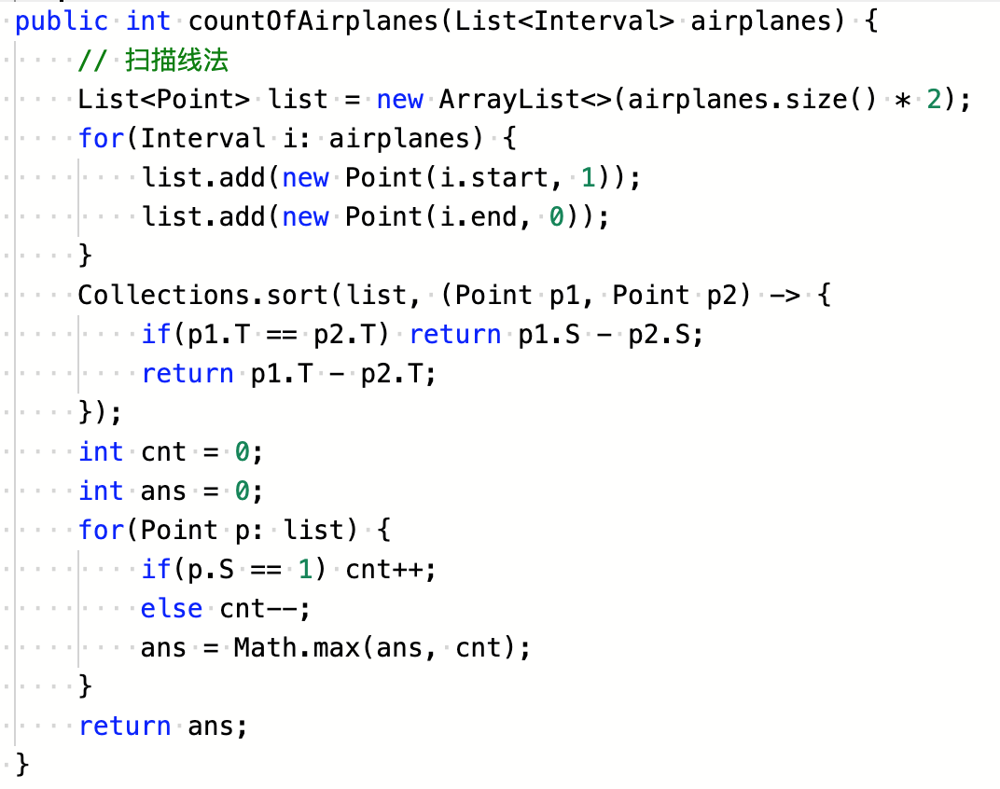 public int countOfAirplanes(List<Interval> airplanes) {
    // 扫描线法
    List<Point> list = new ArrayList<>(airplanes.size() * 2);
    for(Interval i: airplanes) {
        list.add(new Point(i.start, 1));
        list.add(new Point(i.end, 0));
    }
    Collections.sort(list, (Point p1, Point p2) -> {
        if(p1.T == p2.T) return p1.S - p2.S;
        return p1.T - p2.T;
    });
    int cnt = 0;
    int ans = 0;
    for(Point p: list) {
        if(p.S == 1) cnt++;
        else cnt--;
        ans = Math.max(ans, cnt);
    }
    return ans;
}